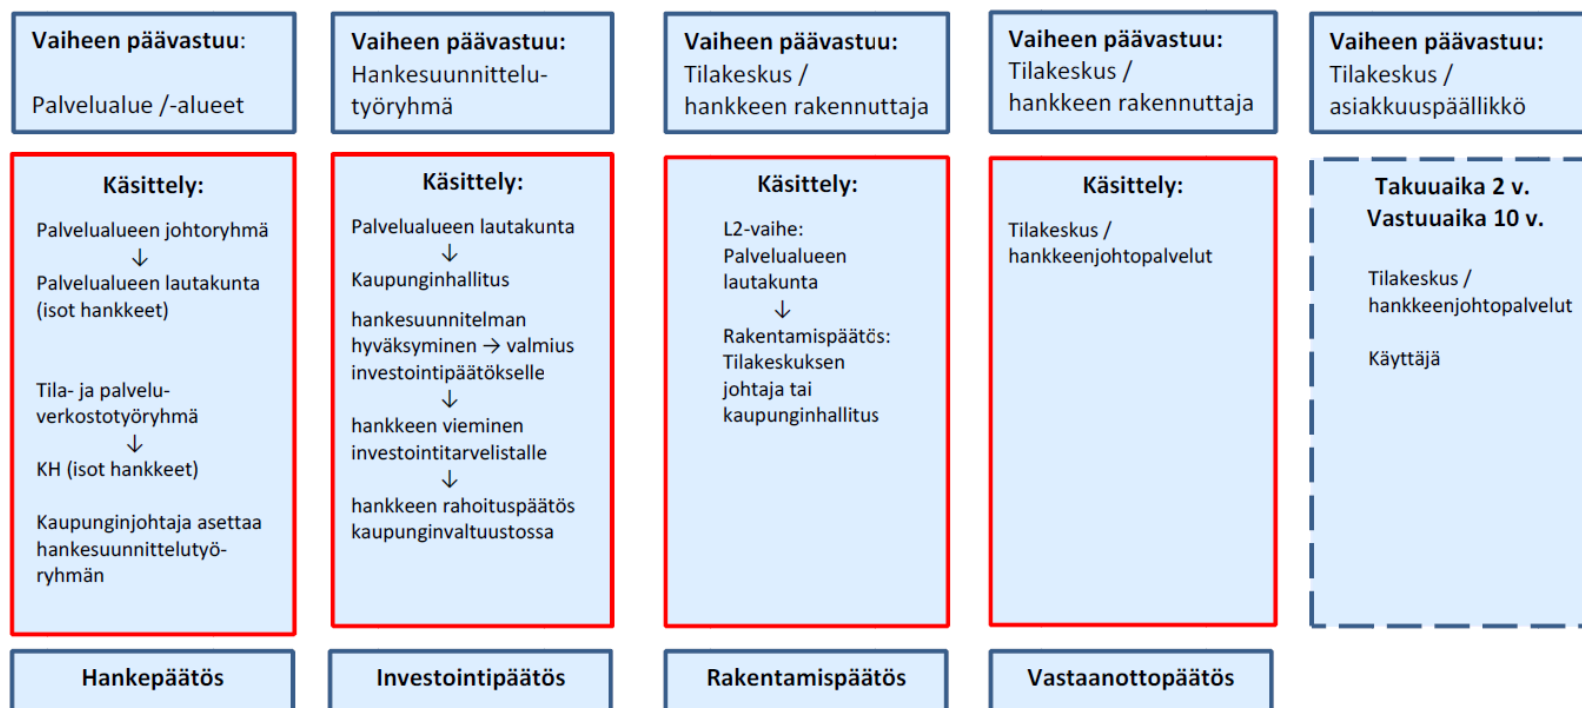 Vaiheen päävastuu:
Palvelualue /-alueet
Vaiheen päävastuu:
Hankesuunnittelu-
työryhmä
Vaiheen päävastuu:
Tilakeskus /
hankkeen rakennuttaja
Vaiheen päävastuu:
Tilakeskus /
hankkeen rakennuttaja
Vaiheen päävastuu:
Tilakeskus /
asiakkuuspäällikkö
Käsittely:
Palvelualueen johtoryhmä
↓
Palvelualueen lautakunta
(isot hankkeet)
Tila- ja palvelu-
verkostotyöryhmä
↓
KH (isot hankkeet)
Kaupunginjohtaja asettaa
hankesuunnittelutyö-
ryhmän
Käsittely:
Palvelualueen lautakunta
↓
Kaupunginhallitus
hankesuunnitelman
hyväksyminen → valmius
investointipäätökselle
↓
hankkeen vieminen
investointitarvelistalle
↓
hankkeen rahoituspäätös
kaupunginvaltuustossa
Käsittely:
L2-vaihe:
Palvelualueen
lautakunta
↓
Rakentamispäätös:
Tilakeskuksen
johtaja tai
kaupunginhallitus
Käsittely:
Tilakeskus /
hankkeenjohtopalvelut
Takuuaika 2 v.
Vastuuaika 10 v.
Tilakeskus /
hankkeenjohtopalvelut
Käyttäjä
Hankepäätös
Investointipäätös
Rakentamispäätös
Vastaanottopäätös